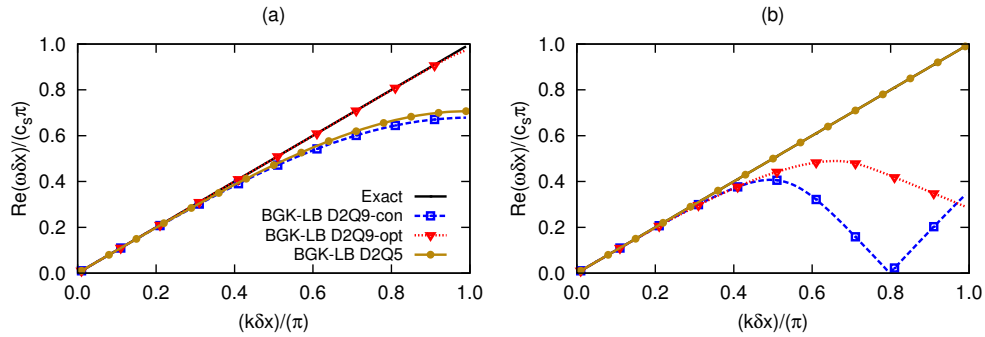 (a)
Re(ωδx)/(c_sπ)
1.0
0.8
0.6
0.4
0.2
0.0
0.0 0.2 0.4 0.6 0.8 1.0
(kδx)/(π)
Exact
BGK-LB D2Q9-con
BGK-LB D2Q9-opt
BGK-LB D2Q5
(b)
Re(ωδx)/(c_sπ)
1.0
0.8
0.6
0.4
0.2
0.0
0.0 0.2 0.4 0.6 0.8 1.0
(kδx)/(π)